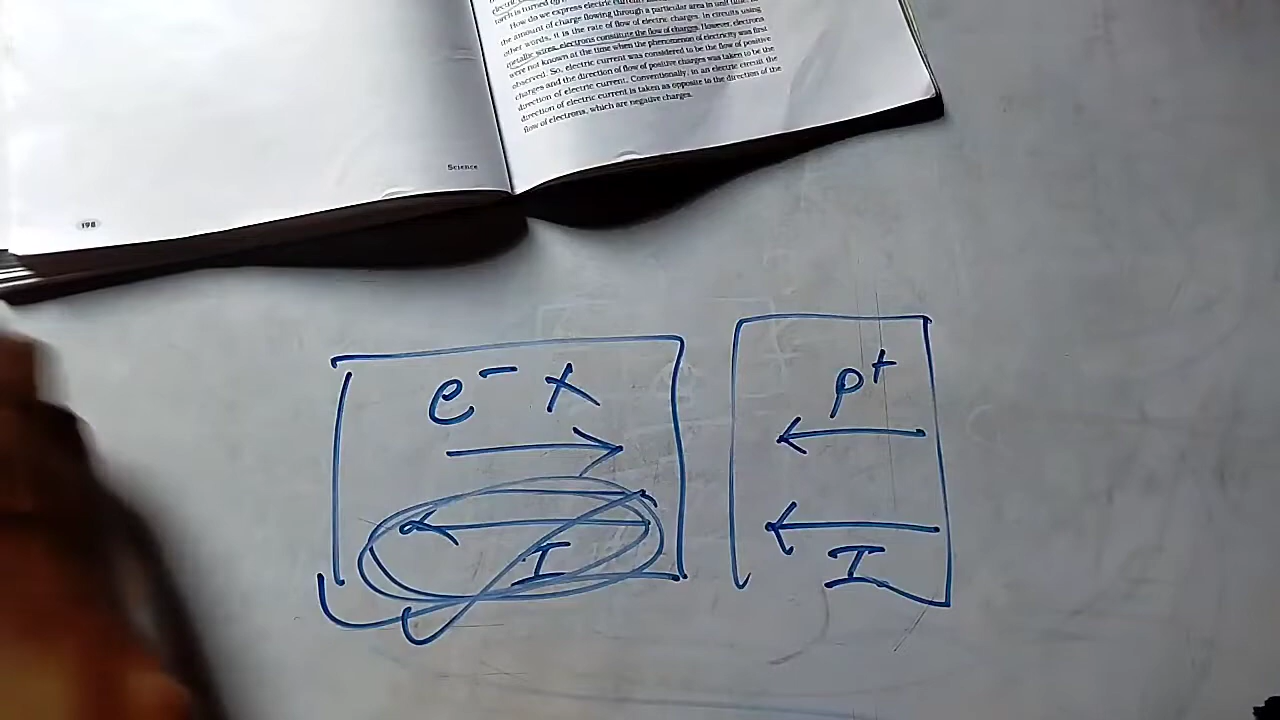 torch is turned
How do we express electric current
the amount of charge flowing through a particular area in unit time. In
other words, it is the rate of flow of electric charges. In circuits using
metallic wires, electrons constitute the flow of charges. However, electrons
were not known at the time when the phenomenon of electricity was first
observed. So, electric current was considered to be the flow of positive
charges and the direction of flow of positive charges was taken to be the
direction of electric current. Conventionally, in an electric circuit the
direction of electric current is taken as opposite to the direction of the
flow of electrons, which are negative charges.
Science
198
e⁻ x
I
p⁺
I